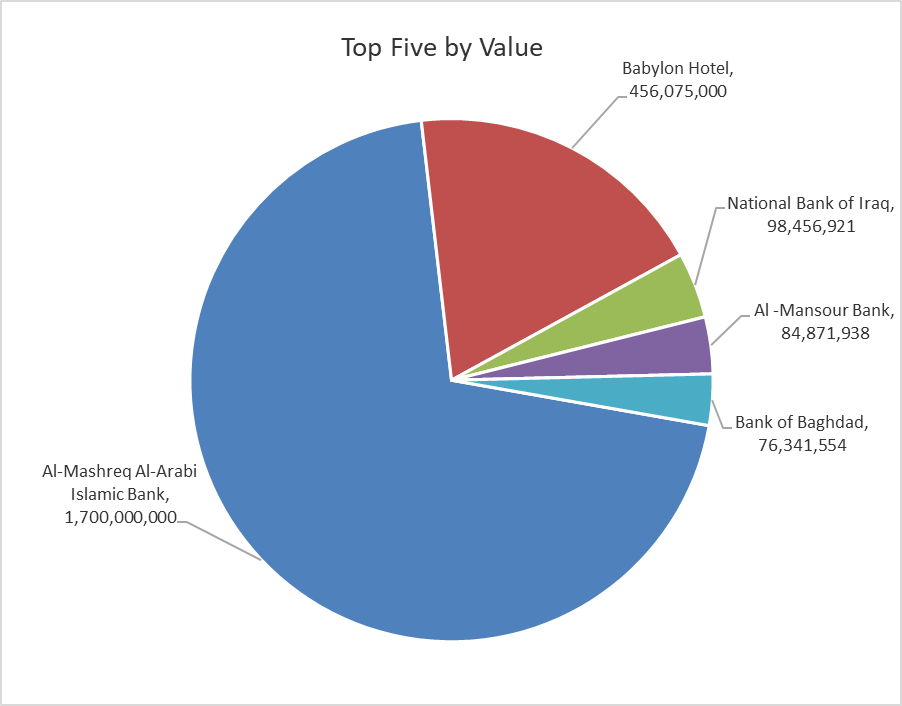 Top Five by Value
Babylon Hotel,
456,075,000
National Bank of Iraq,
98,456,921
Al -Mansour Bank,
84,871,938
Bank of Baghdad,
76,341,554
Al-Mashreq Al-Arabi
Islamic Bank,
1,700,000,000